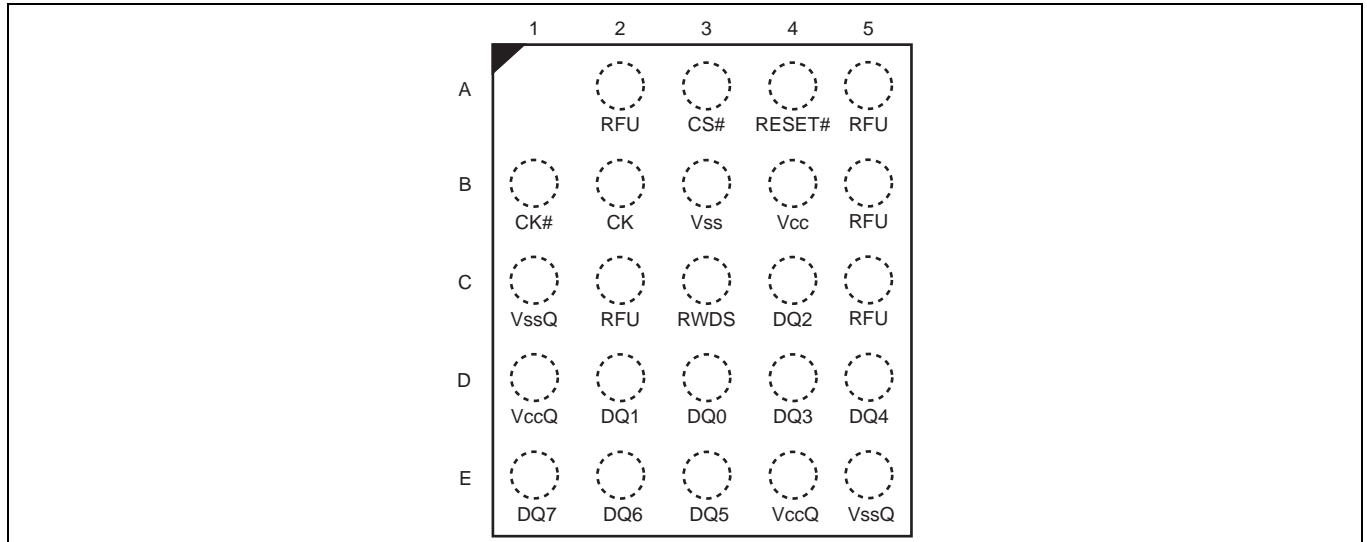 1 2 3 4 5
A
RFU CS# RESET# RFU
B
CK# CK Vss Vcc RFU
C
VssQ RFU RWDS DQ2 RFU
D
VccQ DQ1 DQ0 DQ3 DQ4
E
DQ7 DQ6 DQ5 VccQ VssQ